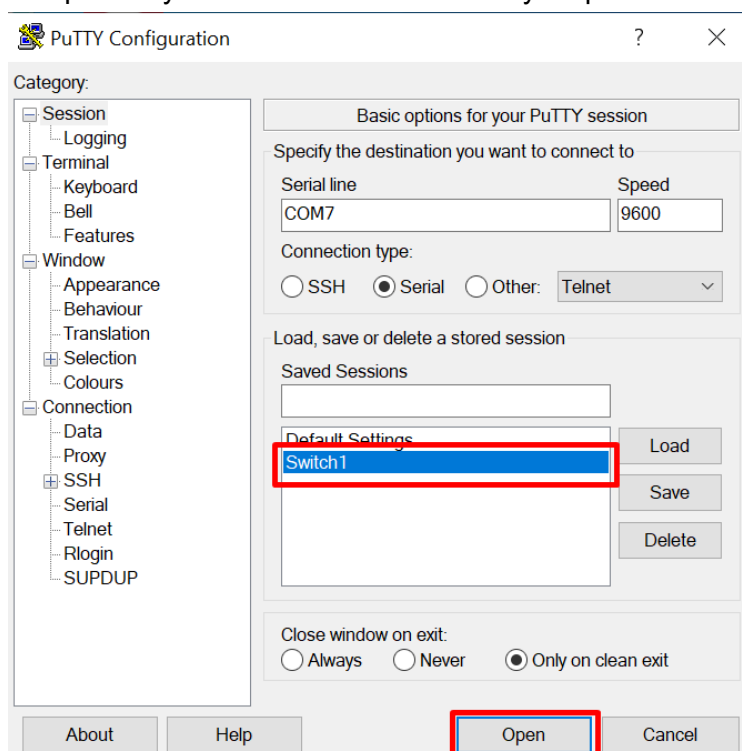 PuTTY Configuration
?
Category:
Session
Logging
Terminal
Keyboard
Bell
Features
Window
Appearance
Behaviour
Translation
Selection
Colours
Connection
Data
Proxy
SSH
Serial
Telnet
Rlogin
SUPDUP
Basic options for your PuTTY session
Specify the destination you want to connect to
Serial line Speed
COM7 9600
Connection type:
SSH Serial Other: Telnet
Load, save or delete a stored session
Saved Sessions
Default Settings
Switch1
Load
Save
Delete
Close window on exit:
Always Never Only on clean exit
About Help Open Cancel